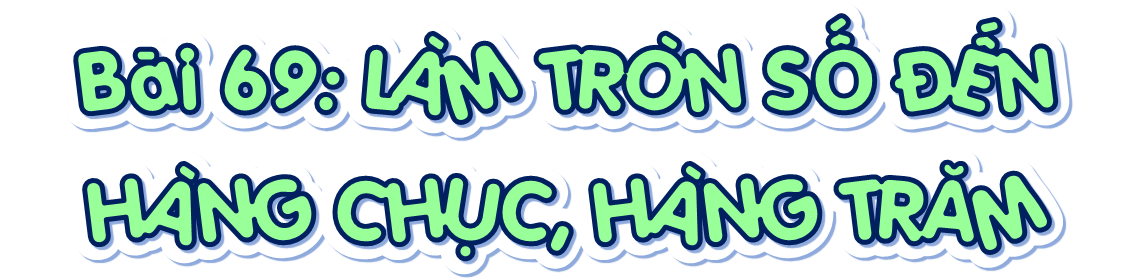 Bài 69: LÀM TRÒN SỐ ĐẾN
HÀNG CHỤC, HÀNG TRĂM